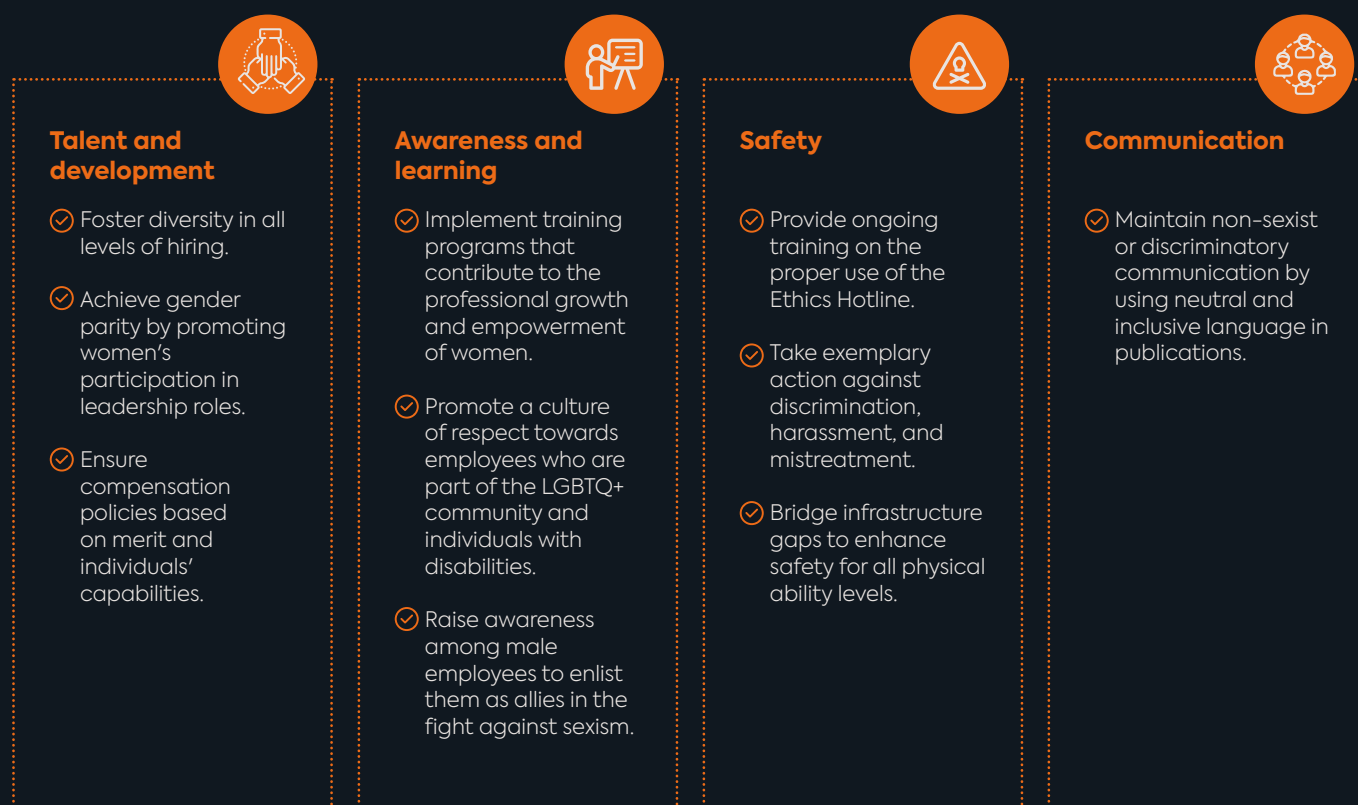 Talent and
development
Foster diversity in all
levels of hiring.
Achieve gender
parity by promoting
women's
participation in
leadership roles.
Ensure
compensation
policies based
on merit and
individuals'
capabilities.
Awareness and
learning
Implement training
programs that
contribute to the
professional growth
and empowerment
of women.
Promote a culture
of respect towards
employees who are
part of the LGBTQ+
community and
individuals with
disabilities.
Raise awareness
among male
employees to enlist
them as allies in the
fight against sexism.
Safety
Provide ongoing
training on the
proper use of the
Ethics Hotline.
Take exemplary
action against
discrimination,
harassment, and
mistreatment.
Bridge infrastructure
gaps to enhance
safety for all physical
ability levels.
Communication
Maintain non-sexist
or discriminatory
communication by
using neutral and
inclusive language in
publications.